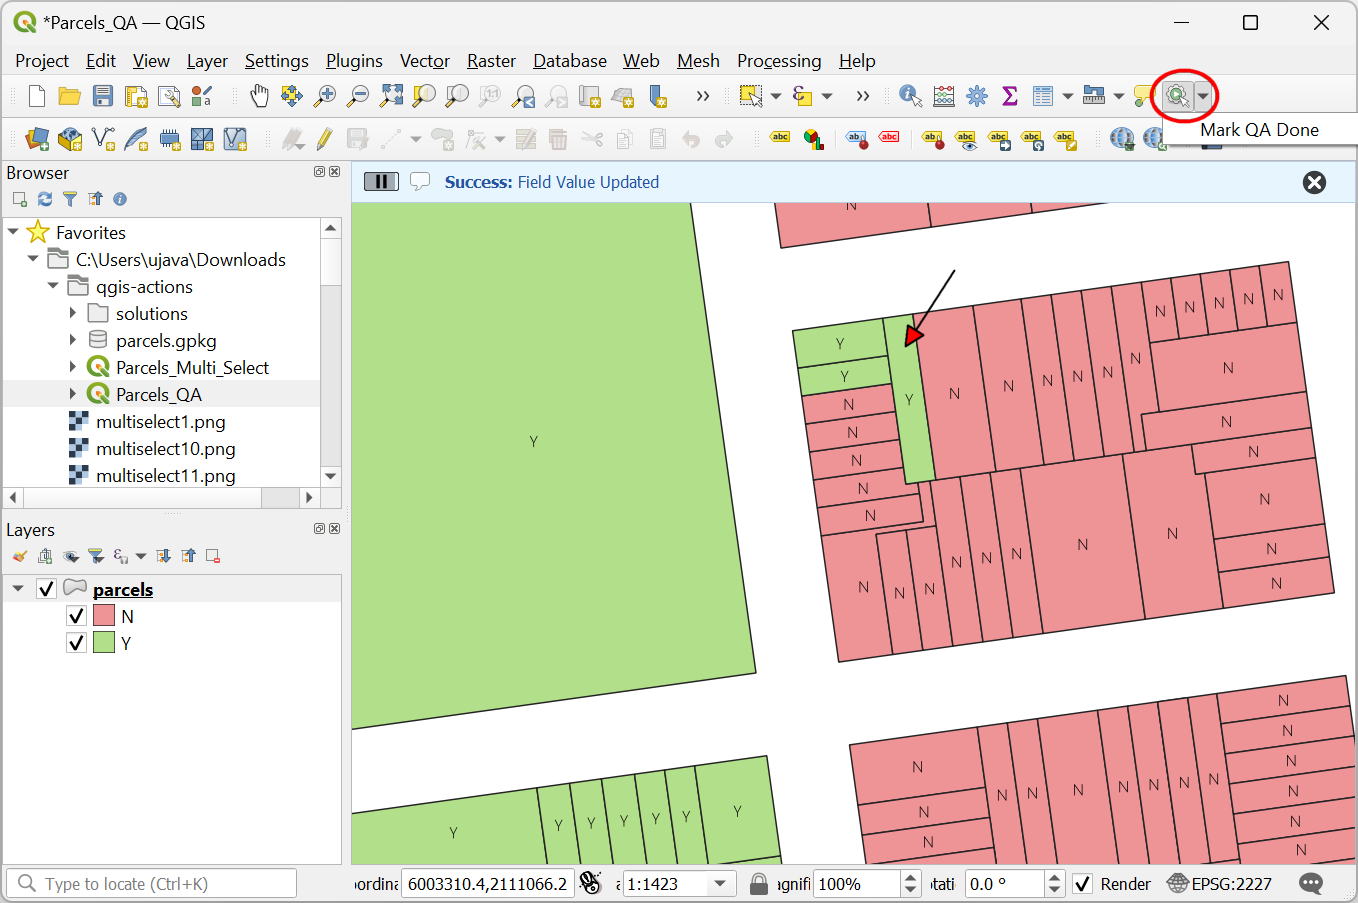 *Parcels_QA — QGIS
Project Edit View Layer Settings Plugins Vector Raster Database Web Mesh Processing Help
Mark QA Done
Browser
Success: Field Value Updated
Favorites
C:\Users\ujava\Downloads
qgis-actions
solutions
parcels.gpkg
Parcels_Multi_Select
Parcels_QA
multiselect1.png
multiselect10.png
multiselect11.png
Layers
parcels
N
Y
N
Y
N N N N N
Y
Y
Y
N N N N N N
N
N
N
N
N
N
N
N
N
N
N
N
N
N N N N N N
N
N
N
Y
Y Y Y Y Y Y Y
N
N
N
N N N N N N N
N
N
N
N
N
N
Type to locate (Ctrl+K) 6003310.4,2111066.2 1:1423 100% 0.0 ° Render EPSG:2227